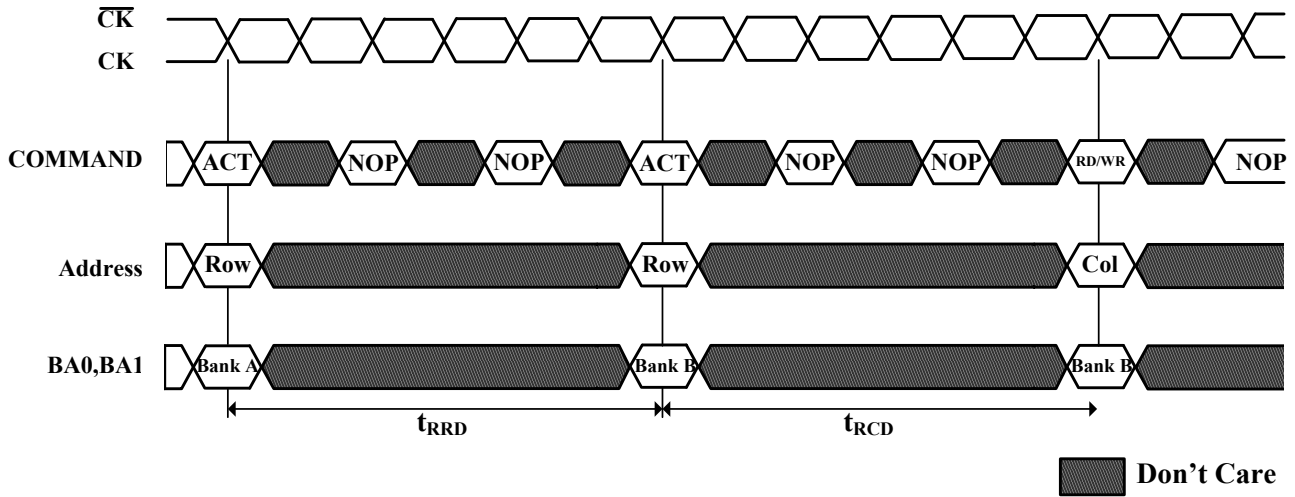 CK
CK
COMMAND ACT NOP NOP ACT NOP NOP RD/WR NOP
Address Row Row Col
BA0,BA1 Bank A Bank B Bank B
tRRD tRCD
Don't Care